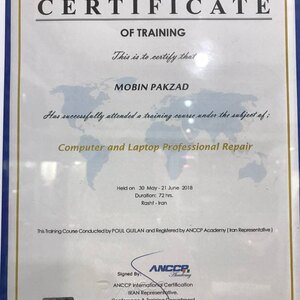 CERTIFICATE
OF TRAINING
This is to certify that
MOBIN PAKZAD
Has successfully attended a training course under the subject of;
Computer and Laptop Professional Repair
Held on 30 May - 21 June 2018
Duration: 72 hrs.
Rasht - Iran
This Training Course Conducted by POUL GUILAN and Registered by ANCCP Academy ( Iran Representative )
Signed By:
ANCCP
Academy
ANCCP International Certification
IRAN Representative.